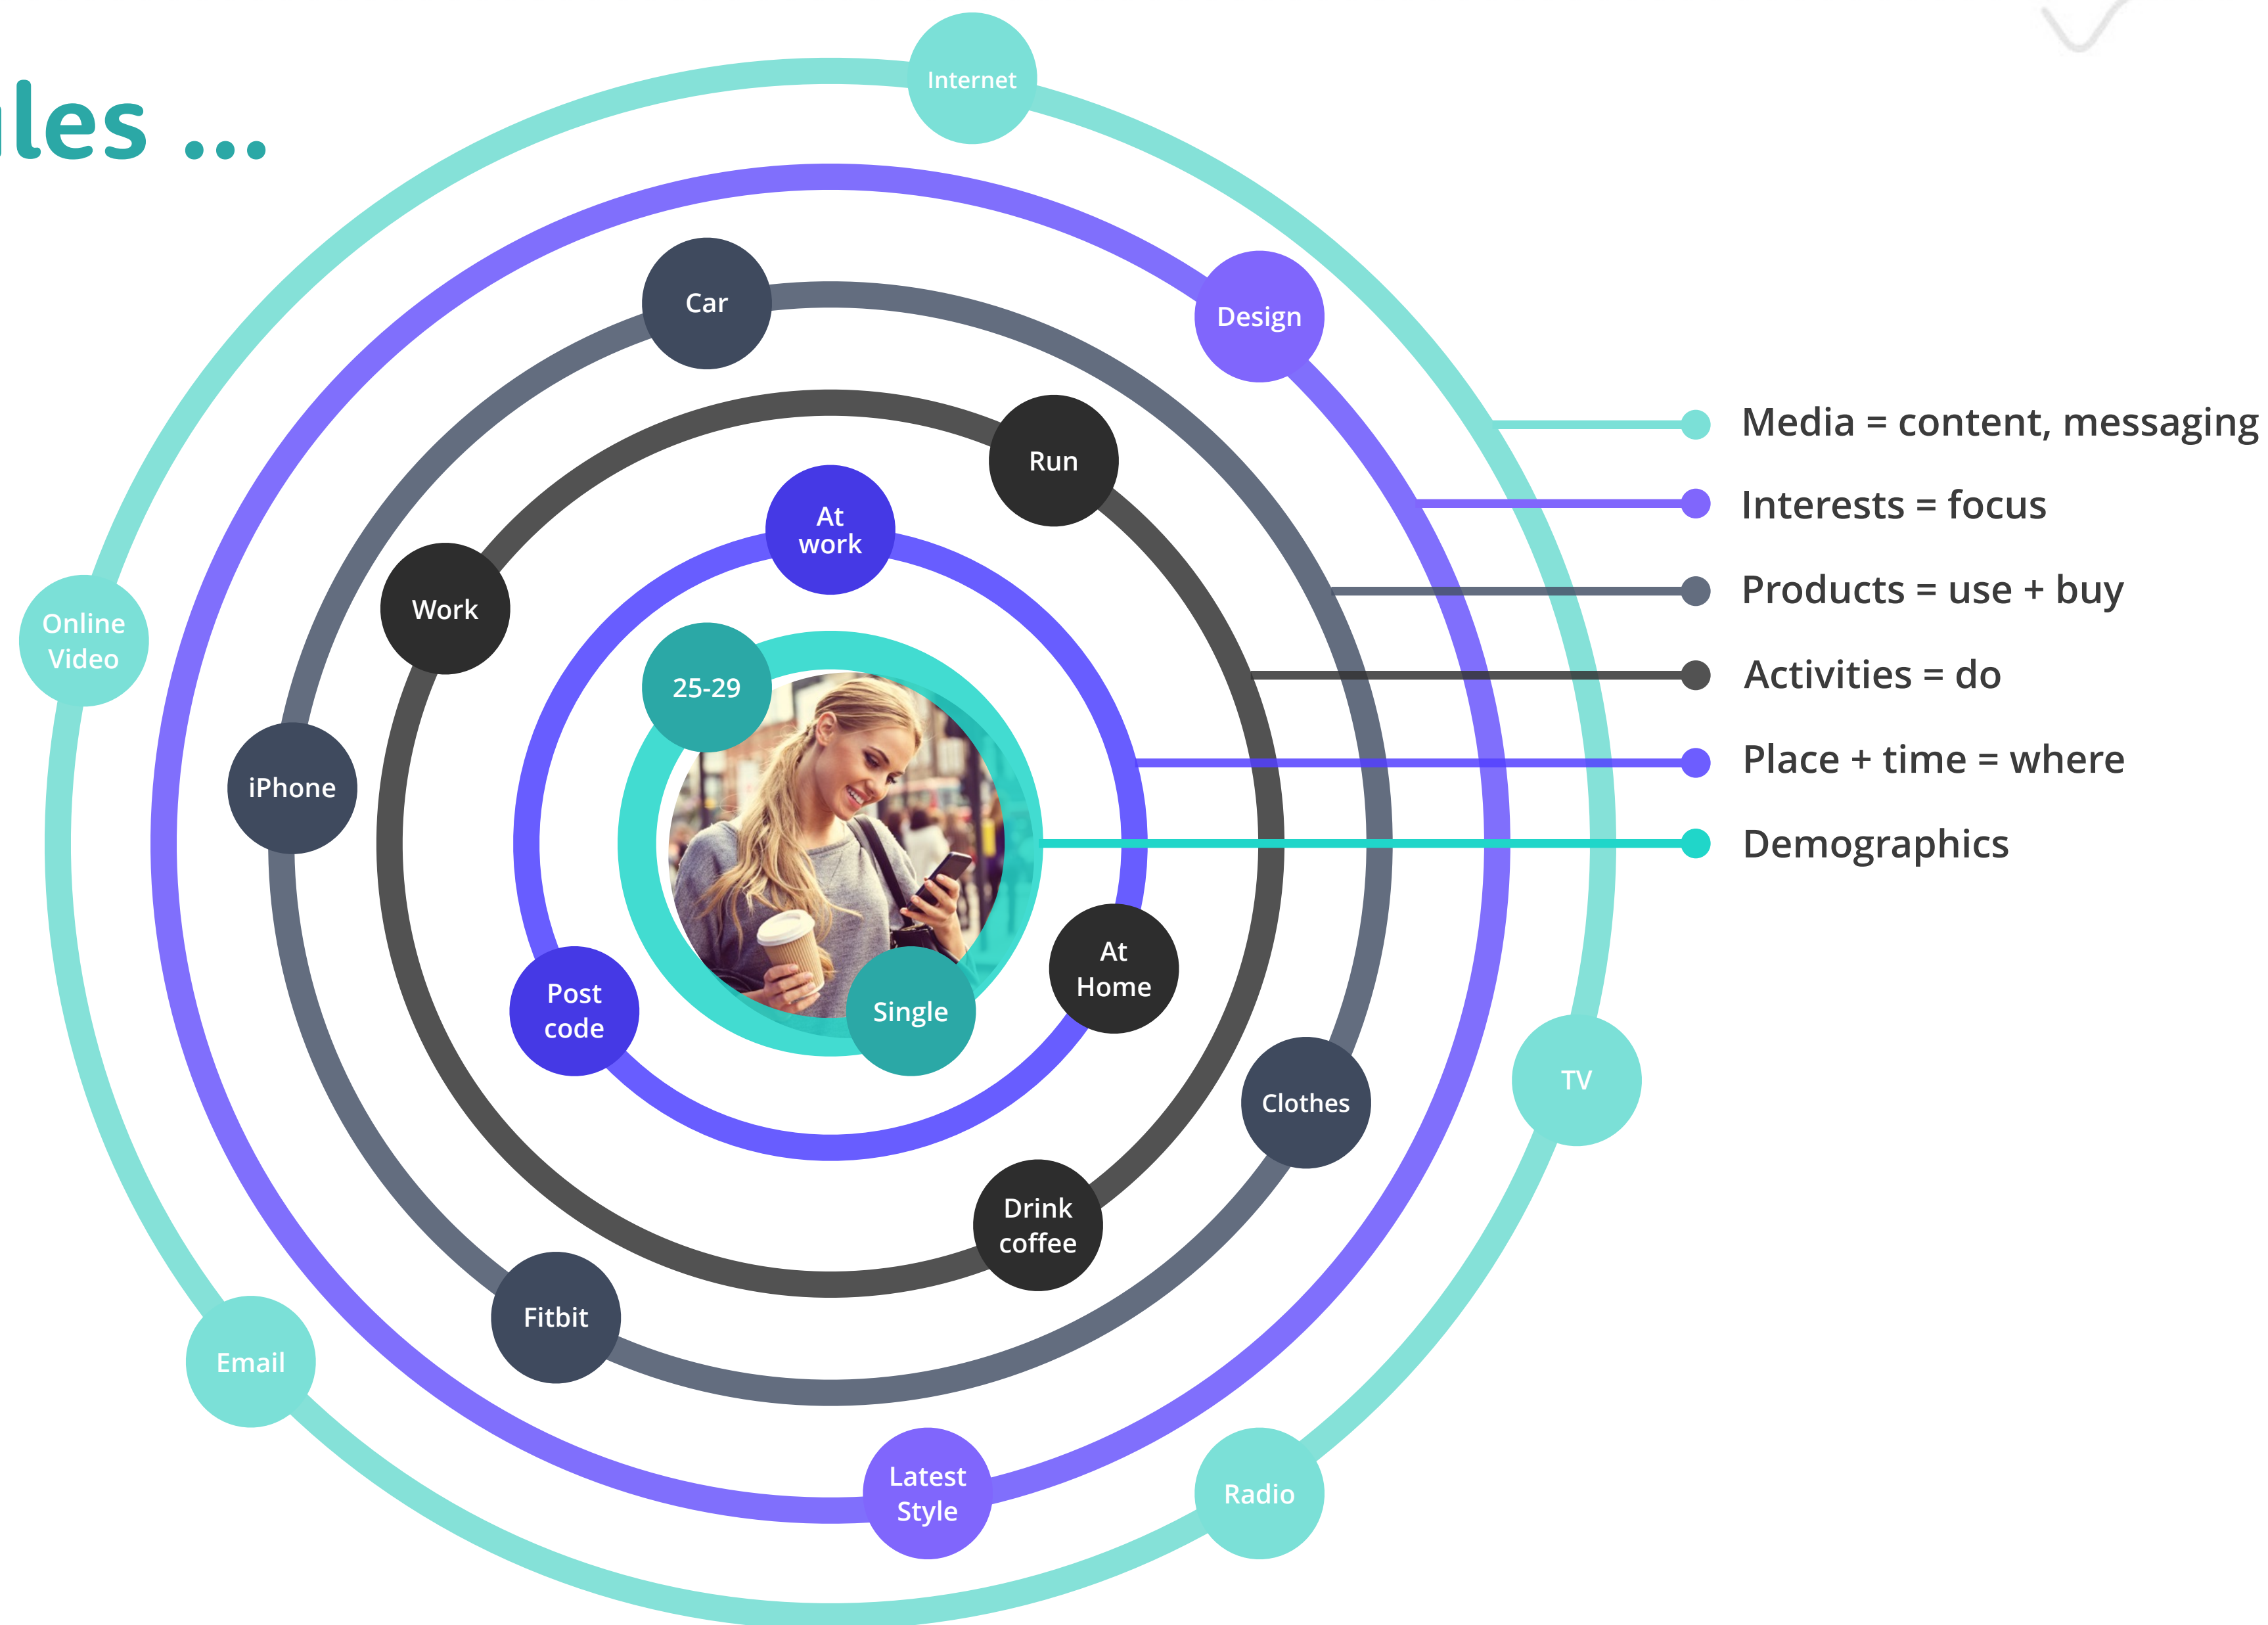 les ...
Internet
Car
Design
Run
At
work
Work
Online
Video
25-29
iPhone
At
Home
Post
code
Single
Clothes
TV
Drink
coffee
Fitbit
Email
Latest
Style
Radio
Media = content, messaging
Interests = focus
Products = use + buy
Activities = do
Place + time = where
Demographics